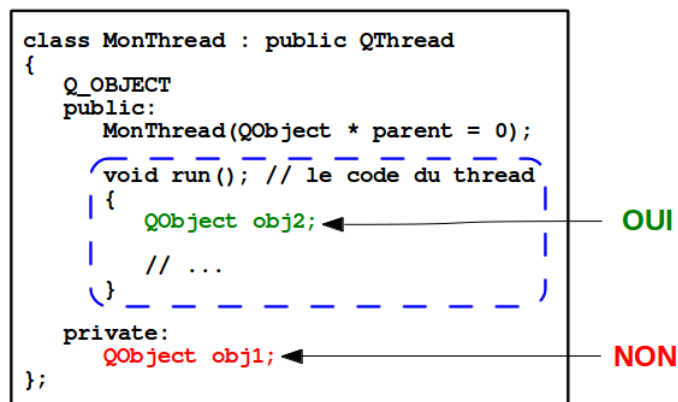 class MonThread : public QThread
{
Q_OBJECT
public:
MonThread(QObject * parent = 0);
void run(); // le code du thread
{
QObject obj2; OUI
// ...
}
private:
QObject obj1; NON
};